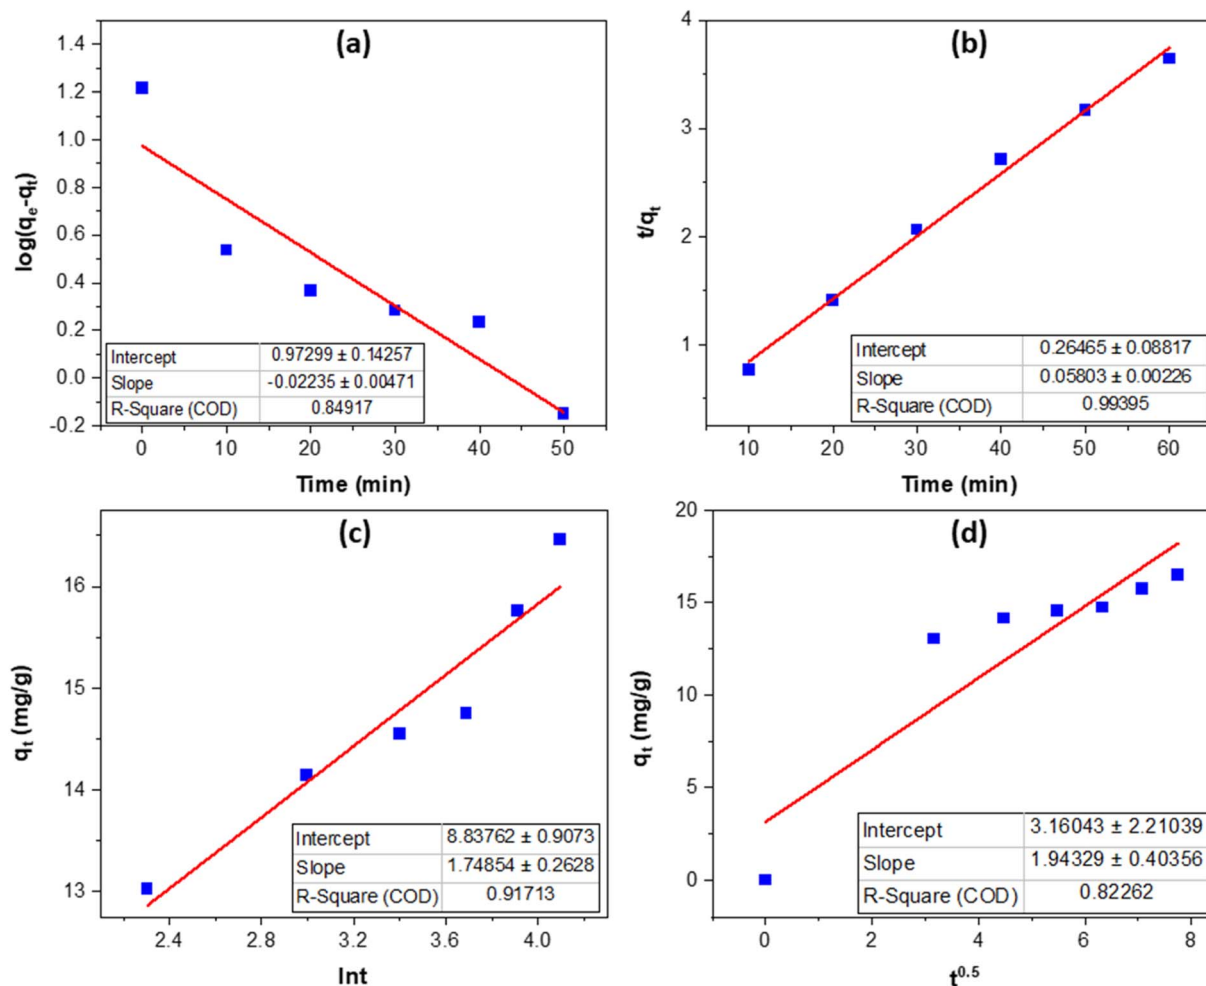 (a)
1.4
1.2
1.0
0.8
0.6
0.4
0.2
0.0
-0.2
log(qe-qt)
Intercept 0.97299 ± 0.14257
Slope -0.02235 ± 0.00471
R-Square (COD) 0.84917
0 10 20 30 40 50
Time (min)
(b)
4
3
2
1
t/qt
Intercept 0.26465 ± 0.08817
Slope 0.05803 ± 0.00226
R-Square (COD) 0.99395
10 20 30 40 50 60
Time (min)
(c)
16
15
14
13
qt (mg/g)
Intercept 8.83762 ± 0.9073
Slope 1.74854 ± 0.2628
R-Square (COD) 0.91713
2.4 2.8 3.2 3.6 4.0
lnt
(d)
20
15
10
5
0
qt (mg/g)
Intercept 3.16043 ± 2.21039
Slope 1.94329 ± 0.40356
R-Square (COD) 0.82262
0 2 4 6 8
t0.5